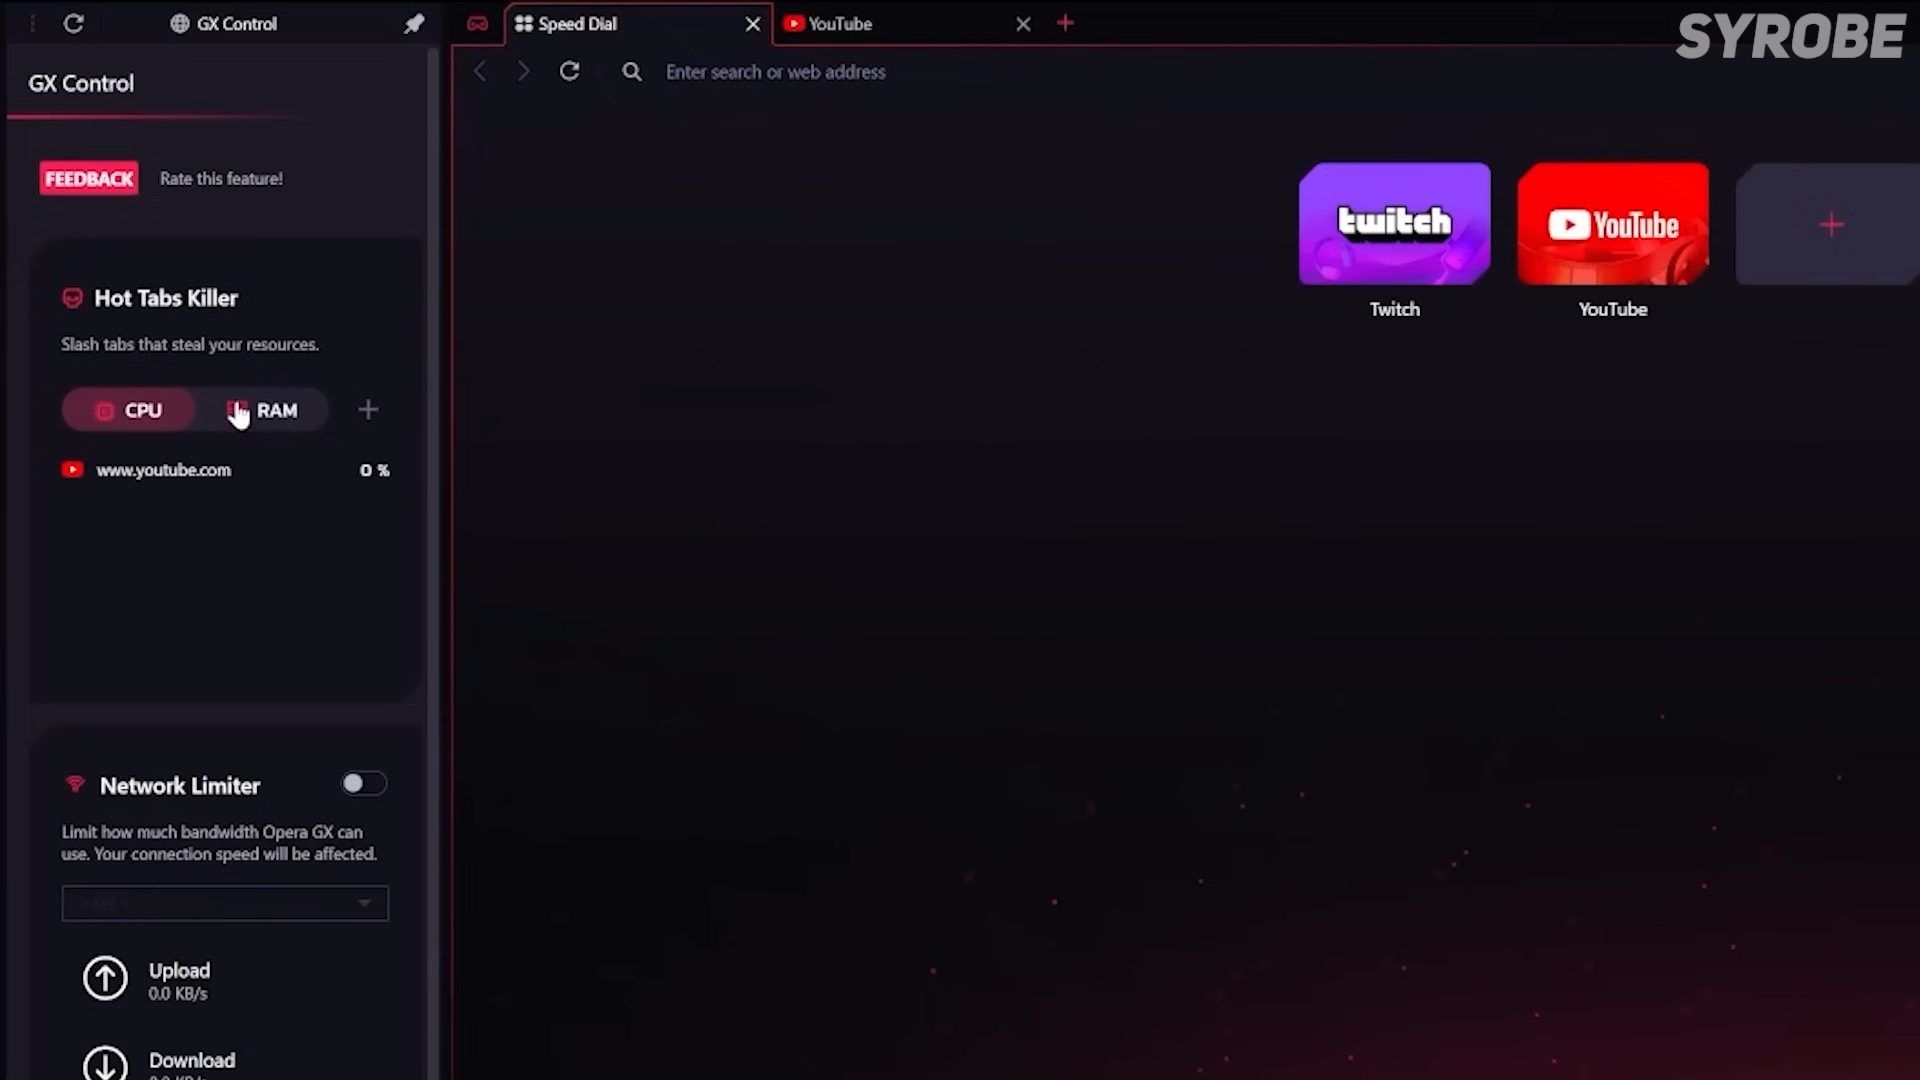 GX Control
Speed Dial
YouTube
SYROBE
GX Control
Enter search or web address
FEEDBACK
Rate this feature!
twitch
YouTube
Twitch
YouTube
Hot Tabs Killer
Slash tabs that steal your resources.
CPU
RAM
www.youtube.com
0 %
Network Limiter
Limit how much bandwidth Opera GX can
use. Your connection speed will be affected.
Upload
0.0 KB/s
Download